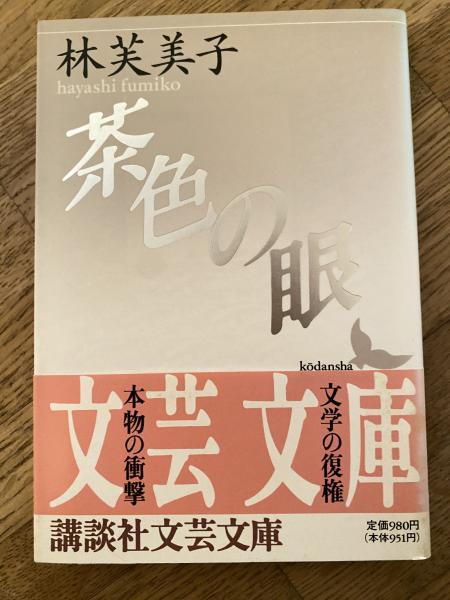 林芙美子
hayashi fumiko
茶色の眼
kōdansha
文芸文庫
文学の復権
本物の衝撃
講談社文芸文庫
定価980円
(本体951円)